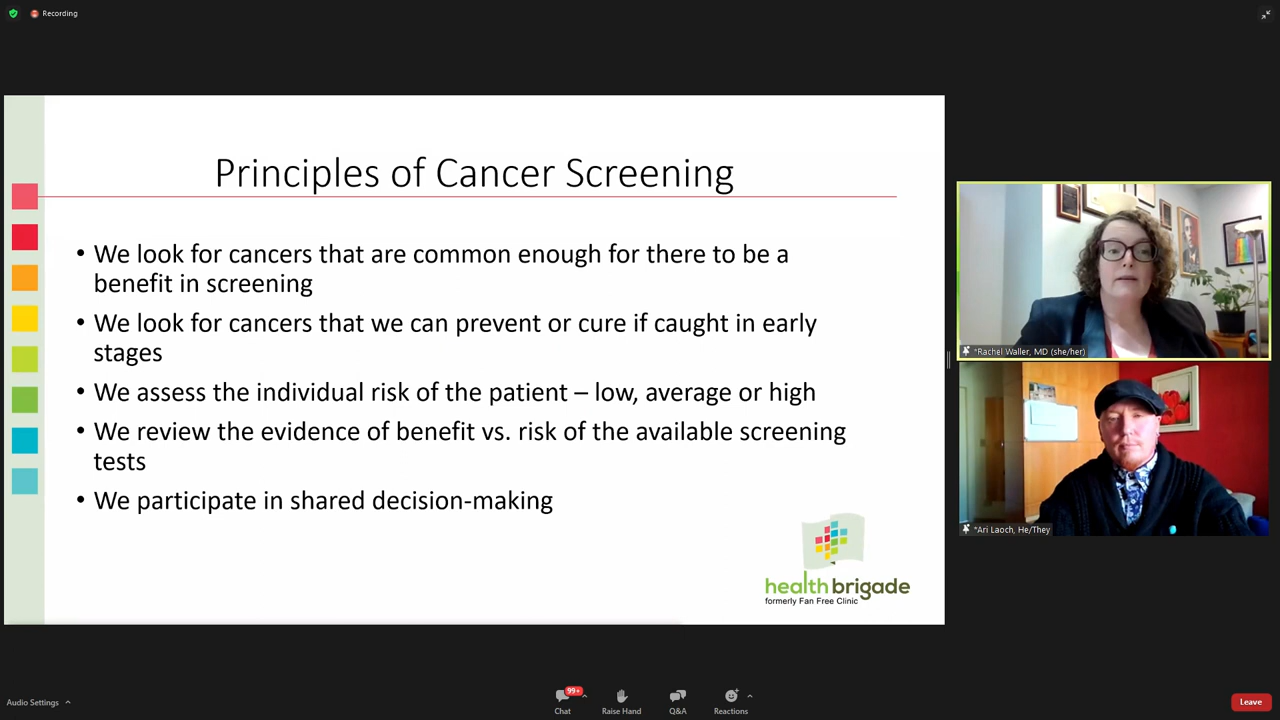 Recording
Principles of Cancer Screening
• We look for cancers that are common enough for there to be a
benefit in screening
• We look for cancers that we can prevent or cure if caught in early
stages
• We assess the individual risk of the patient – low, average or high
• We review the evidence of benefit vs. risk of the available screening
tests
• We participate in shared decision-making
healthbrigade
formerly Fan Free Clinic
*Rachel Waller, MD (she/her)
*Ari Laoch, He/They
Audio Settings
99+
Chat
Raise Hand
Q&A
Reactions
Leave